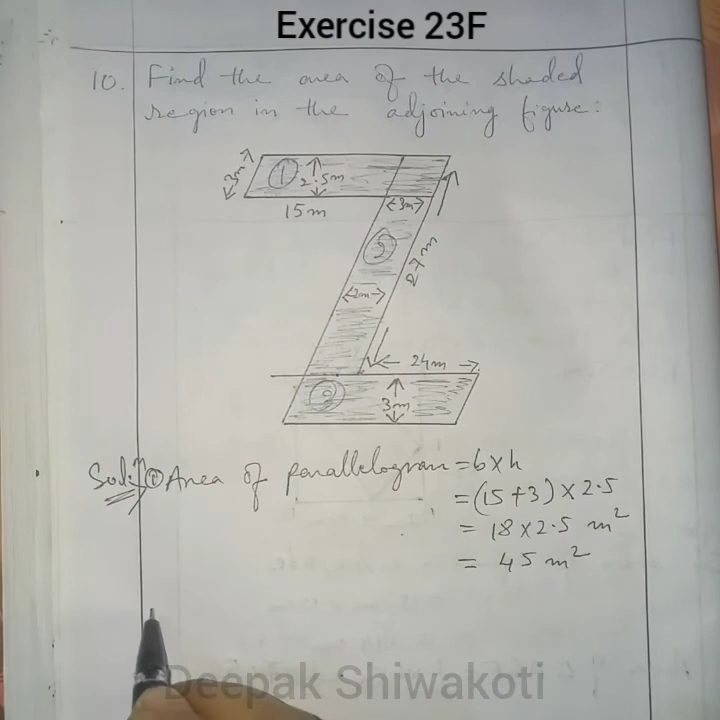 Exercise 23F
10. Find the area of the shaded
region in the adjoining figure:
3m
1
2.5m
15m
3m
2
27m
2m
24m
3
3m
Soln:
① Area of parallelogram = b×h
= (15+3) × 2.5
= 18 × 2.5 m²
= 45 m²
Deepak Shiwakoti